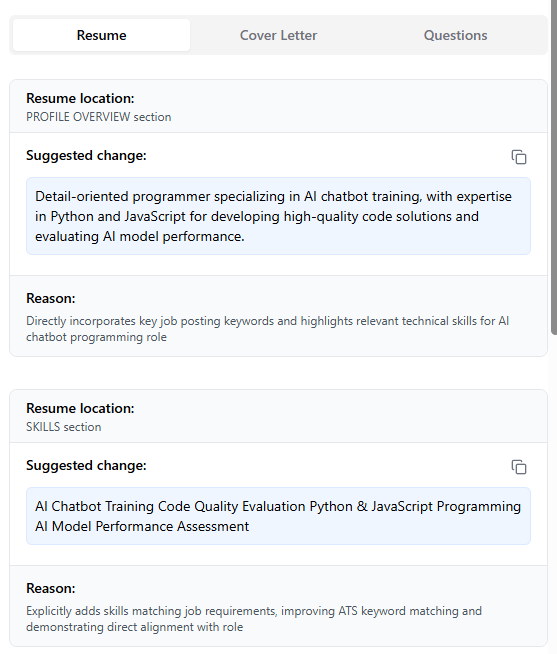 Resume
Cover Letter
Questions
Resume location:
PROFILE OVERVIEW section
Suggested change:
Detail-oriented programmer specializing in AI chatbot training, with expertise
in Python and JavaScript for developing high-quality code solutions and
evaluating AI model performance.
Reason:
Directly incorporates key job posting keywords and highlights relevant technical skills for AI
chatbot programming role
Resume location:
SKILLS section
Suggested change:
AI Chatbot Training Code Quality Evaluation Python & JavaScript Programming
AI Model Performance Assessment
Reason:
Explicitly adds skills matching job requirements, improving ATS keyword matching and
demonstrating direct alignment with role